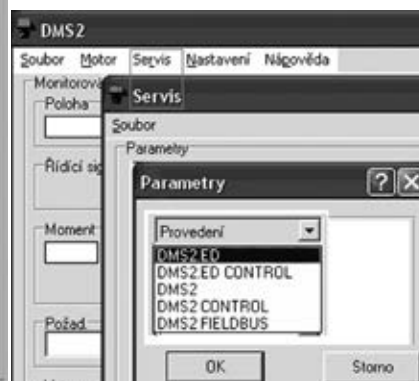 DMS2
Soubor Motor Servis Nastavení Nápověda
Monitorová
Poloha
Servis
Soubor
Parametry
Řídící sig
Parametry
Moment
Provedení
DMS2.ED
DMS2.ED CONTROL
DMS2
DMS2 CONTROL
DMS2 FIELDBUS
Požad.
OK Storno